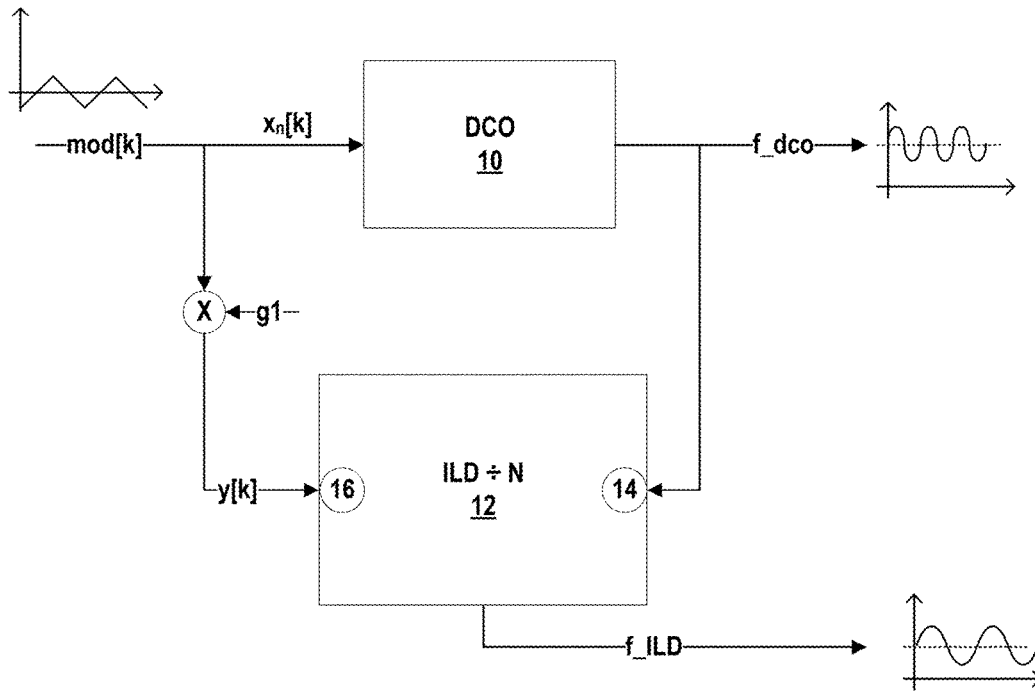 mod[k]
xn[k]
DCO
10
f_dco
X
g1
ILD ÷ N
12
y[k]
16
14
f_ILD